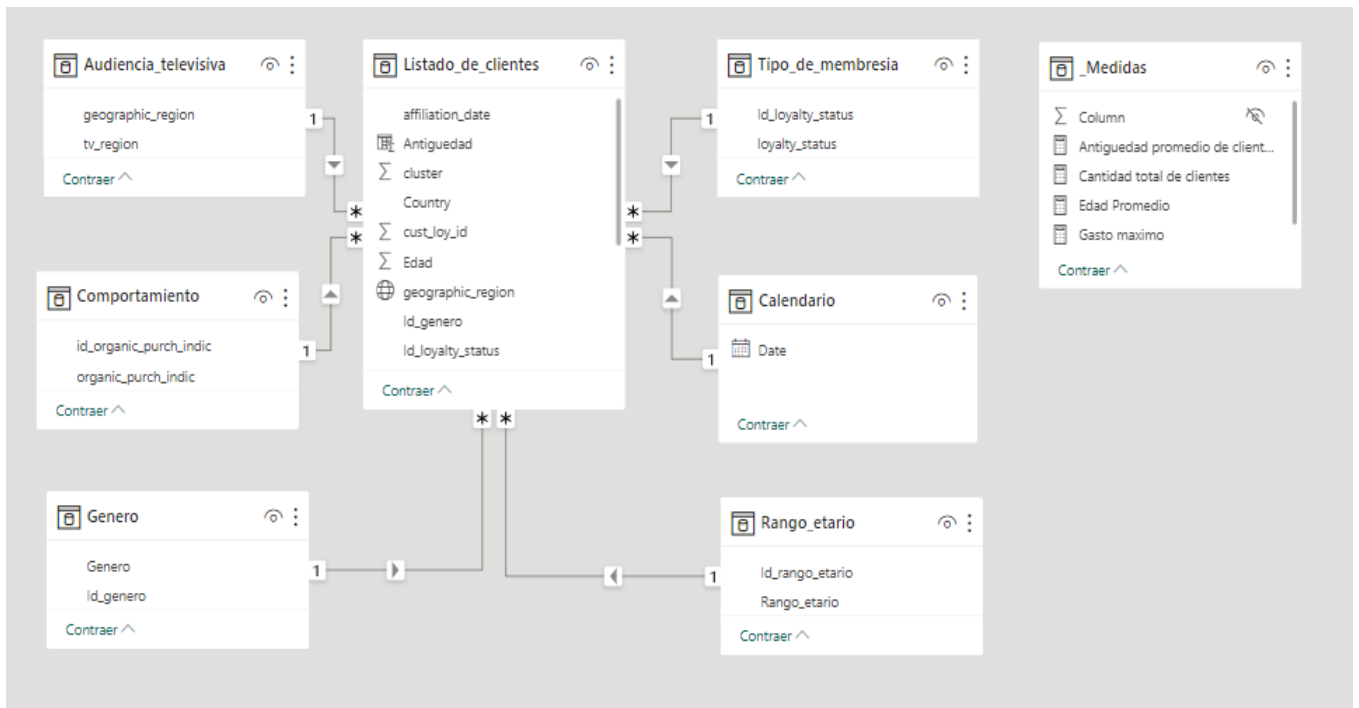 Audiencia_televisiva
geographic_region
tv_region
Contraer
1
*
Listado_de_clientes
affiliation_date
Antiguedad
∑ cluster
Country
∑ cust_loy_id
∑ Edad
geographic_region
Id_genero
Id_loyalty_status
Contraer
*
*
*
*
*
Tipo_de_membresia
Id_loyalty_status
loyalty_status
Contraer
1
_Medidas
∑ Column
Antiguedad promedio de client...
Cantidad total de clientes
Edad Promedio
Gasto maximo
Contraer
Comportamiento
id_organic_purch_indic
organic_purch_indic
Contraer
1
Calendario
Date
Contraer
1
Genero
Genero
Id_genero
Contraer
1
Rango_etario
Id_rango_etario
Rango_etario
Contraer
1